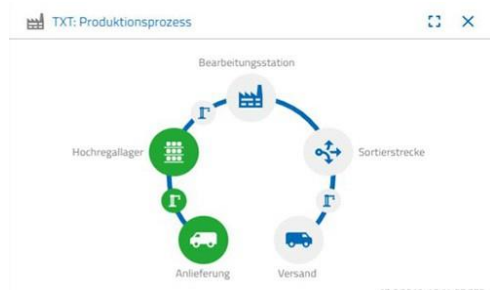 TXT: Produktionsprozess
Bearbeitungsstation
Hochregallager
Sortierstrecke
Anlieferung
Versand